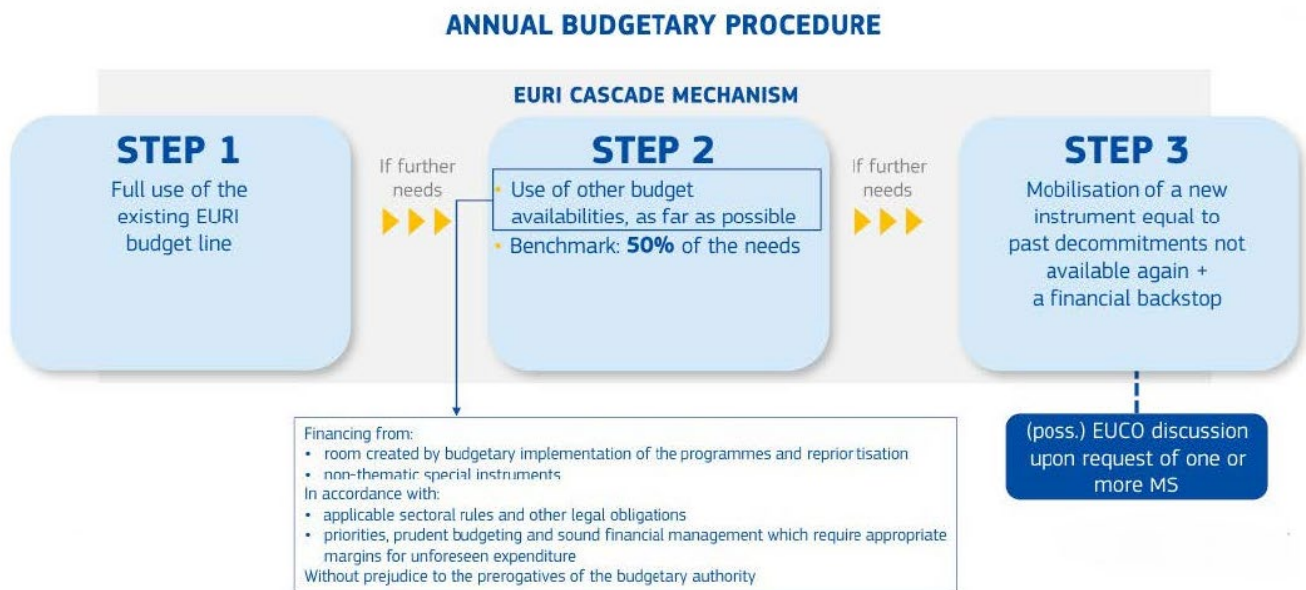 ANNUAL BUDGETARY PROCEDURE
EURI CASCADE MECHANISM
STEP 1
Full use of the
existing EURI
budget line
If further
needs
STEP 2
• Use of other budget
availabilities, as far as possible
• Benchmark: 50% of the needs
If further
needs
STEP 3
Mobilisation of a new
instrument equal to
past decommitments not
available again +
a financial backstop
Financing from:
• room created by budgetary implementation of the programmes and repriortisation
• non-thematic special instruments
In accordance with:
• applicable sectoral rules and other legal obligations
• priorities, prudent budgeting and sound financial management which require appropriate
margins for unforeseen expenditure
Without prejudice to the prerogatives of the budgetary authority
(poss.) EUCO discussion
upon request of one or
more MS